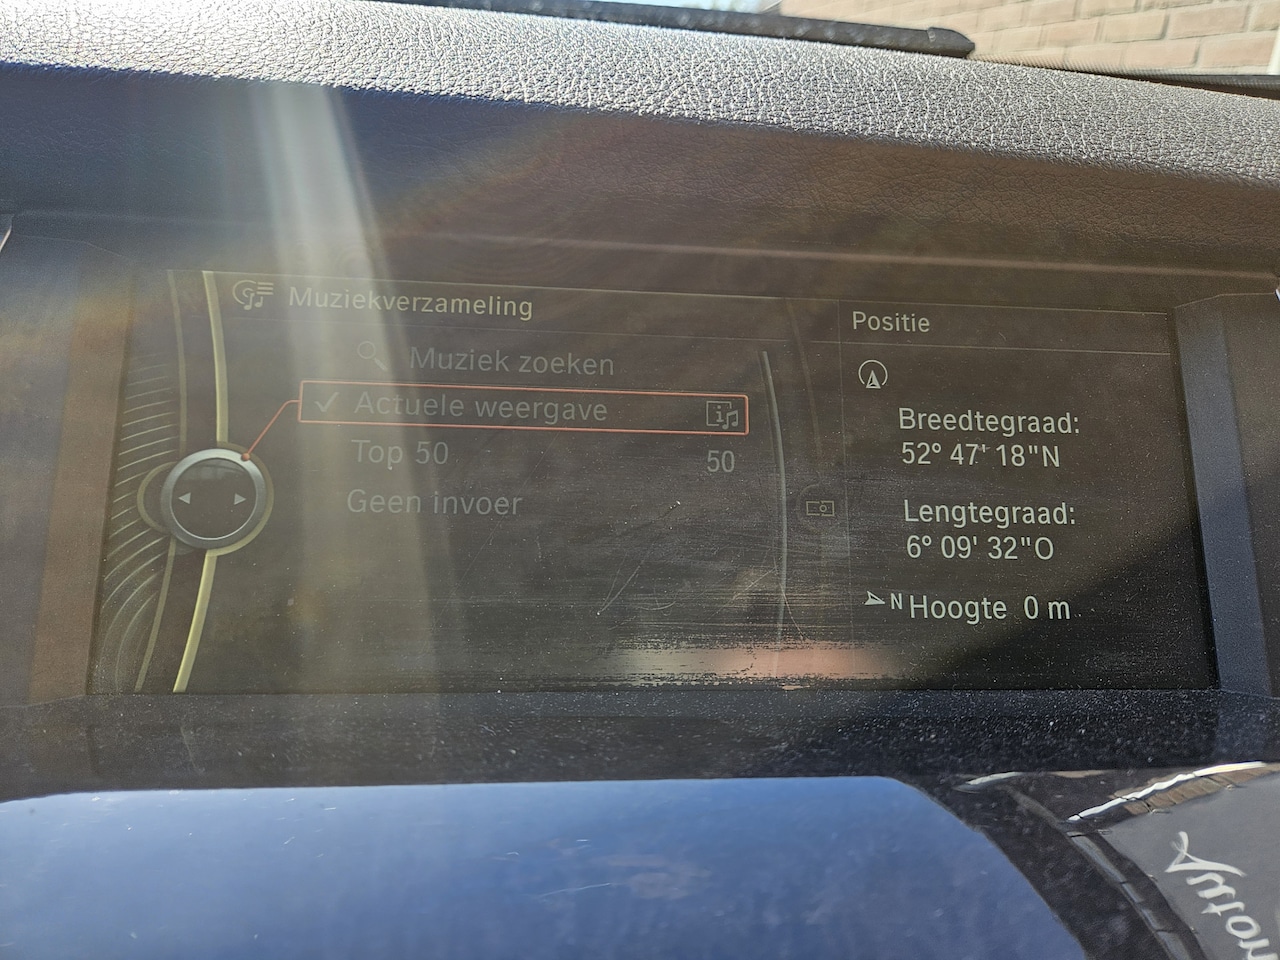 Muziekverzameling
Muziek zoeken
Actuele weergave
Top 50 50
Geen invoer
Positie
Breedtegraad:
52° 47' 18"N
Lengtegraad:
6° 09' 32"O
N Hoogte 0 m